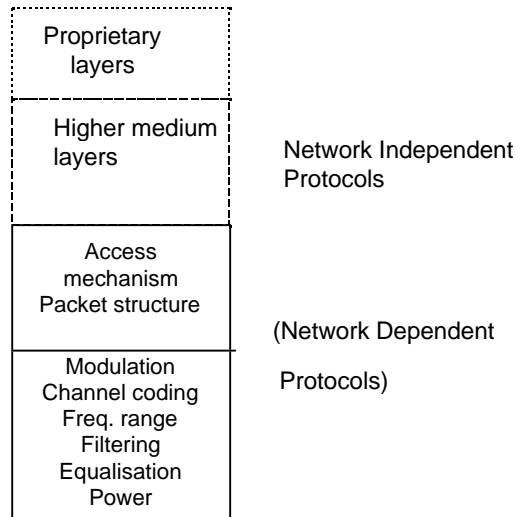 Proprietary
layers
Higher medium
layers
Network Independent
Protocols
Access
mechanism
Packet structure
(Network Dependent
Protocols)
Modulation
Channel coding
Freq. range
Filtering
Equalisation
Power